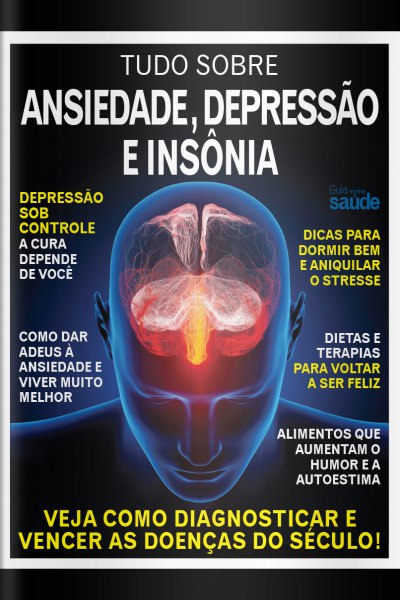 TUDO SOBRE
ANSIEDADE, DEPRESSÃO
E INSÔNIA
Guia minha
saúde
DEPRESSÃO
SOB
CONTROLE
A CURA
DEPENDE
DE VOCÊ
DICAS PARA
DORMIR BEM
E ANIQUILAR
O STRESSE
COMO DAR
ADEUS À
ANSIEDADE E
VIVER MUITO
MELHOR
DIETAS E
TERAPIAS
PARA VOLTAR
A SER FELIZ
ALIMENTOS QUE
AUMENTAM O
HUMOR E A
AUTOESTIMA
VEJA COMO DIAGNOSTICAR E
VENCER AS DOENÇAS DO SÉCULO!